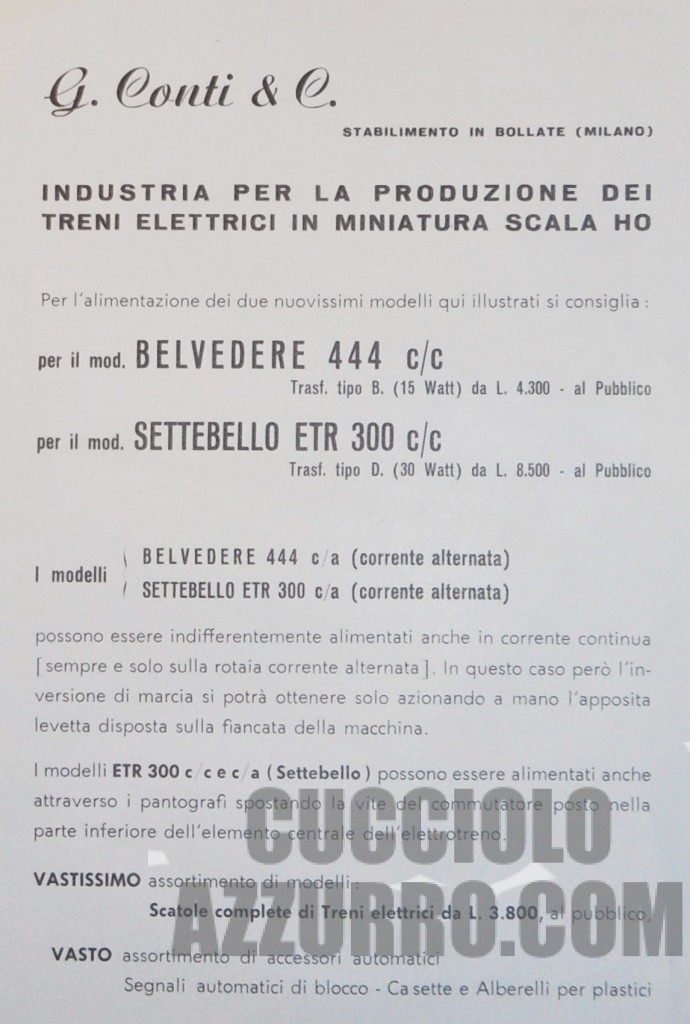 G. Conti & C.
STABILIMENTO IN BOLLATE (MILANO)
INDUSTRIA PER LA PRODUZIONE DEI
TRENI ELETTRICI IN MINIATURA SCALA HO
Per l'alimentazione dei due nuovissimi modelli qui illustrati si consiglia :
per il mod. BELVEDERE 444 c/c
Trasf. tipo B. (15 Watt) da L. 4.300 - al Pubblico
per il mod. SETTEBELLO ETR 300 c/c
Trasf. tipo D. (30 Watt) da L. 8.500 - al Pubblico
BELVEDERE 444 c/a (corrente alternata)
I modelli
SETTEBELLO ETR 300 c/a (corrente alternata)
possono essere indifferentemente alimentati anche in corrente continua
[sempre e solo sulla rotaia corrente alternata]. In questo caso però l'in-
versione di marcia si potrà ottenere solo azionando a mano l'apposita
levetta disposta sulla fiancata della macchina.
I modelli ETR 300 c/c e c/a (Settebello) possono essere alimentati anche
attraverso i pantografi spostando la vite del commutatore posto nella
parte inferiore dell'elemento centrale dell'elettrotreno.
VASTISSIMO assortimento di modelli :
Scatole complete di Treni elettrici da L. 3.800, al pubblico,
VASTO assortimento di accessori automatici
Segnali automatici di blocco - Casette e Alberelli per plastici
CUCCIOLO
AZZURRO.COM